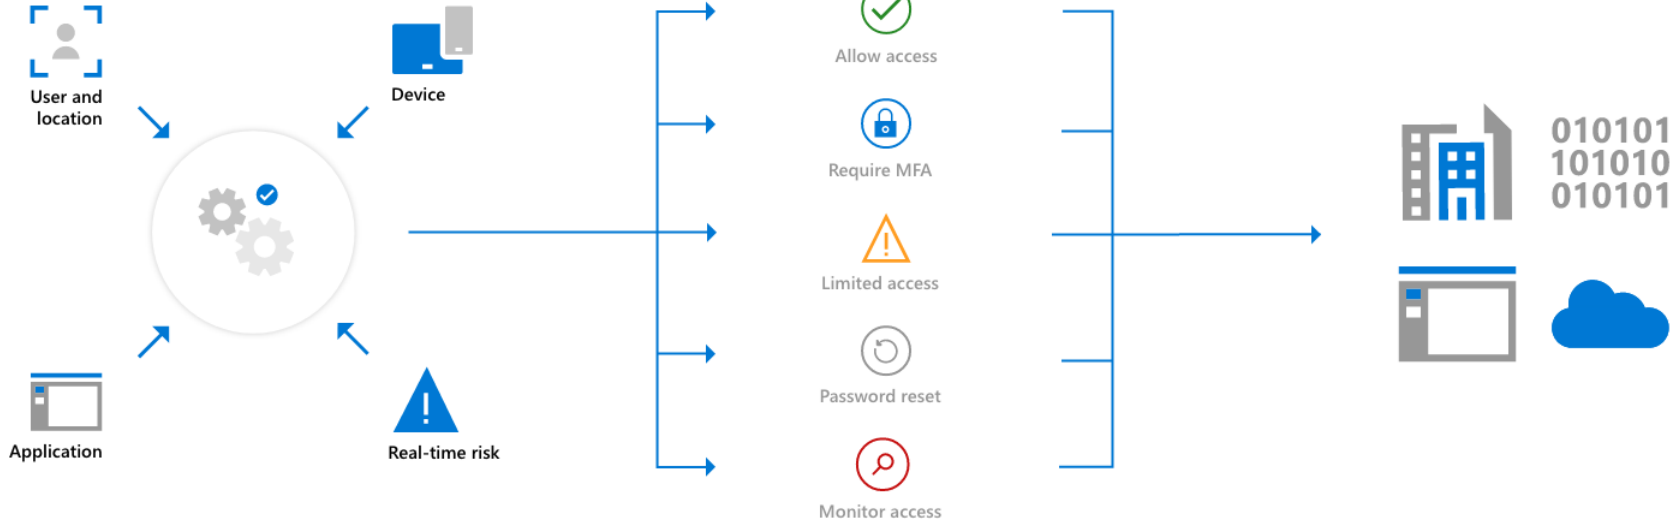 User and
location
Device
Application
Real-time risk
Allow access
Require MFA
Limited access
Password reset
Monitor access
010101
101010
010101